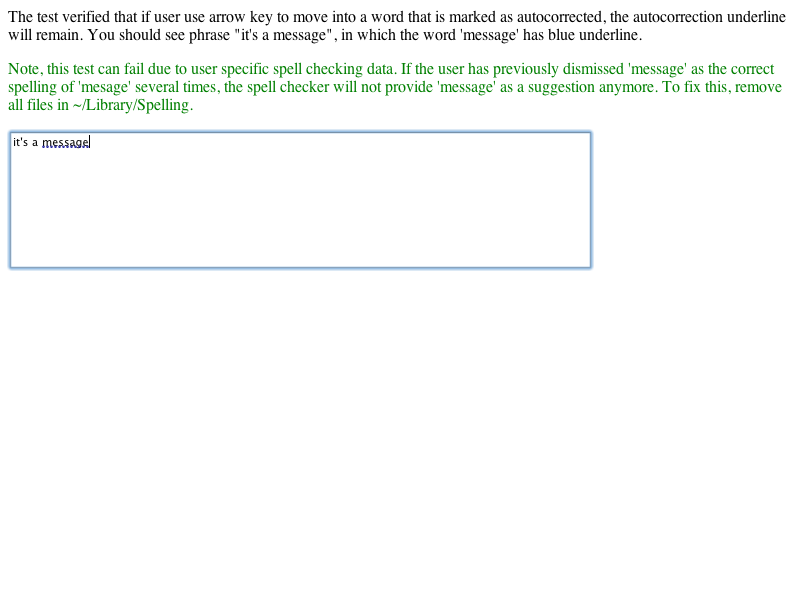 The test verified that if user use arrow key to move into a word that is marked as autocorrected, the autocorrection underline
will remain. You should see phrase "it's a message", in which the word 'message' has blue underline.
Note, this test can fail due to user specific spell checking data. If the user has previously dismissed 'message' as the correct
spelling of 'mesage' several times, the spell checker will not provide 'message' as a suggestion anymore. To fix this, remove
all files in ~/Library/Spelling.
it's a message